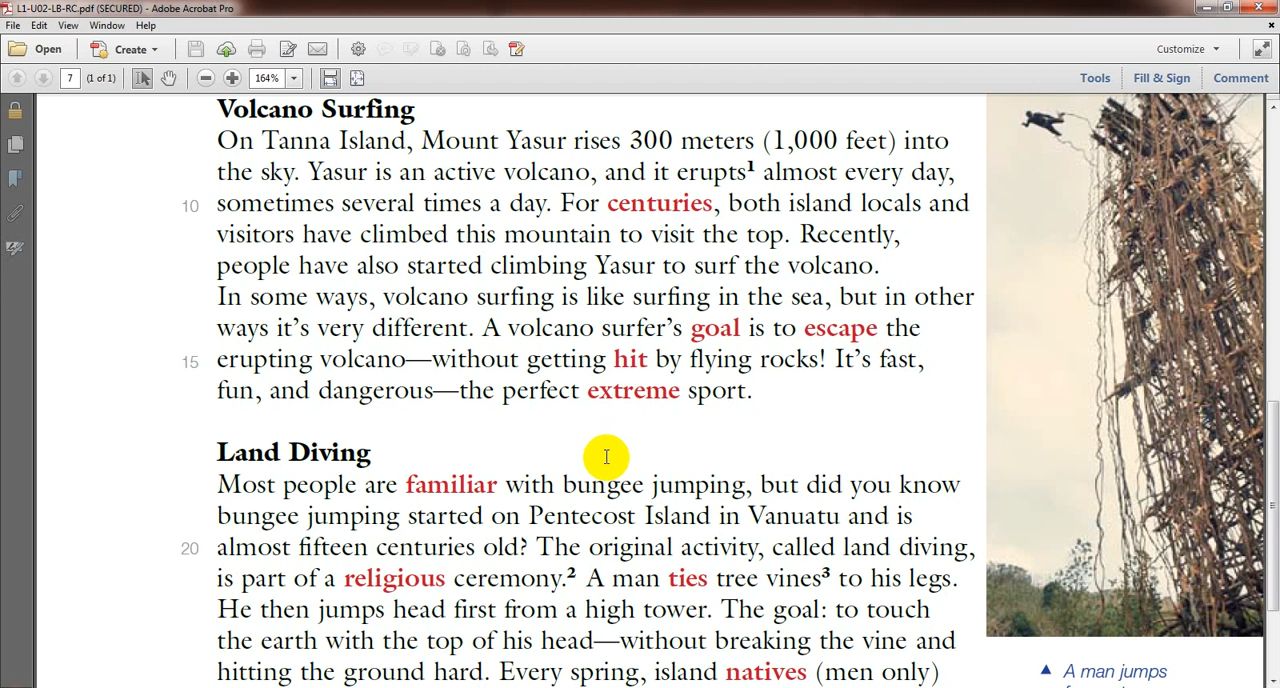 L1-U02-LB-RC.pdf (SECURED) - Adobe Acrobat Pro
File Edit View Window Help
Open Create Customize
7 (1 of 1) 164% Tools Fill & Sign Comment
Volcano Surfing
On Tanna Island, Mount Yasur rises 300 meters (1,000 feet) into
the sky. Yasur is an active volcano, and it erupts¹ almost every day,
10 sometimes several times a day. For centuries, both island locals and
visitors have climbed this mountain to visit the top. Recently,
people have also started climbing Yasur to surf the volcano.
In some ways, volcano surfing is like surfing in the sea, but in other
ways it's very different. A volcano surfer's goal is to escape the
15 erupting volcano—without getting hit by flying rocks! It's fast,
fun, and dangerous—the perfect extreme sport.
Land Diving
Most people are familiar with bungee jumping, but did you know
bungee jumping started on Pentecost Island in Vanuatu and is
20 almost fifteen centuries old? The original activity, called land diving,
is part of a religious ceremony.² A man ties tree vines³ to his legs.
He then jumps head first from a high tower. The goal: to touch
the earth with the top of his head—without breaking the vine and
hitting the ground hard. Every spring, island natives (men only)
A man jumps